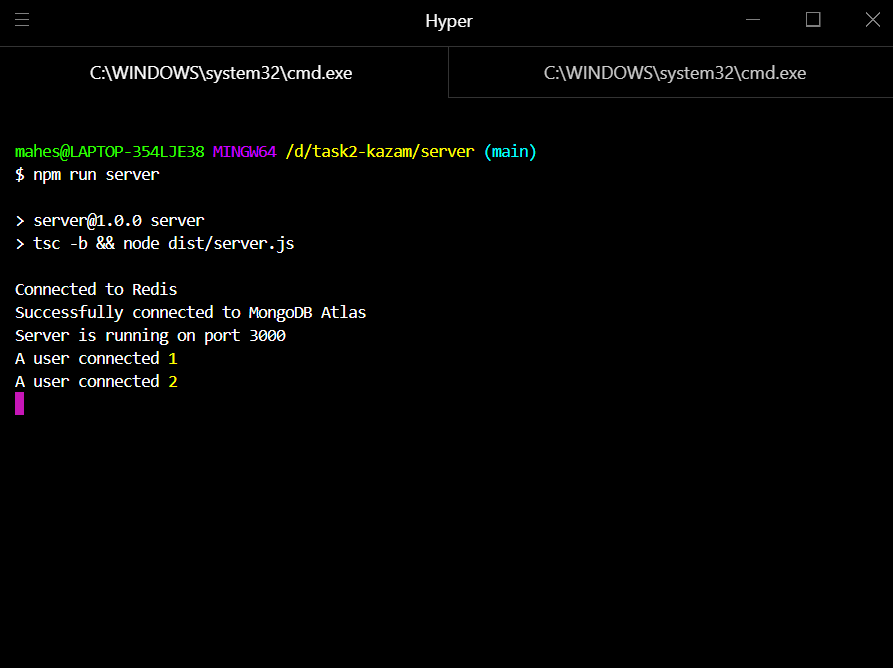 Hyper
C:\WINDOWS\system32\cmd.exe
C:\WINDOWS\system32\cmd.exe
mahes@LAPTOP-354LJE38 MINGW64 /d/task2-kazam/server (main)
$ npm run server
> server@1.0.0 server
> tsc -b && node dist/server.js
Connected to Redis
Successfully connected to MongoDB Atlas
Server is running on port 3000
A user connected 1
A user connected 2